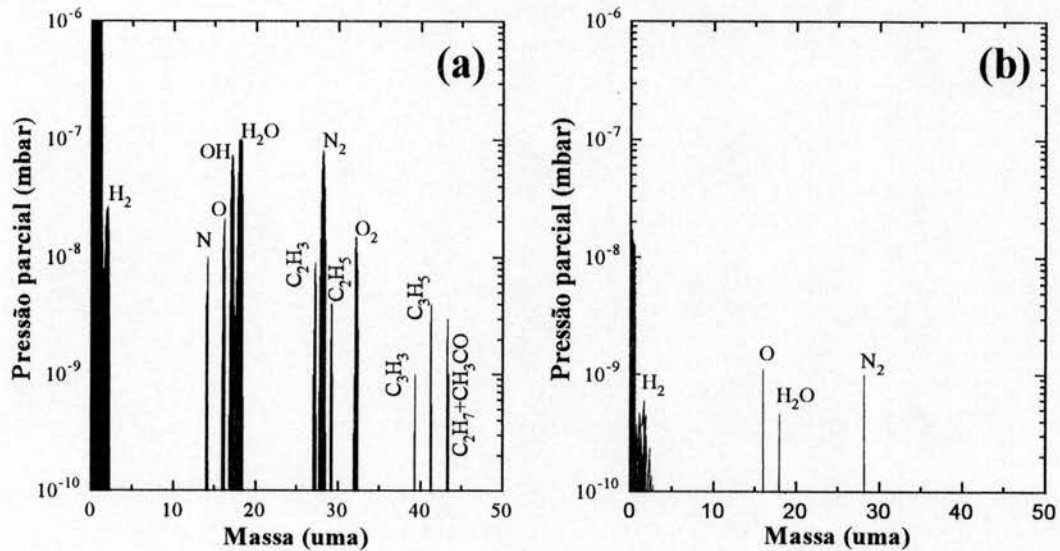 (a)
Pressão parcial (mbar)
10⁻⁶
10⁻⁷
10⁻⁸
10⁻⁹
10⁻¹⁰
H₂
N
O
OH
H₂O
C₂H₃
N₂
C₂H₅
O₂
C₃H₃
C₃H₅
C₂H₇+CH₃CO
0 10 20 30 40 50
Massa (uma)
(b)
Pressão parcial (mbar)
10⁻⁶
10⁻⁷
10⁻⁸
10⁻⁹
10⁻¹⁰
H₂
O
H₂O
N₂
0 10 20 30 40 50
Massa (uma)